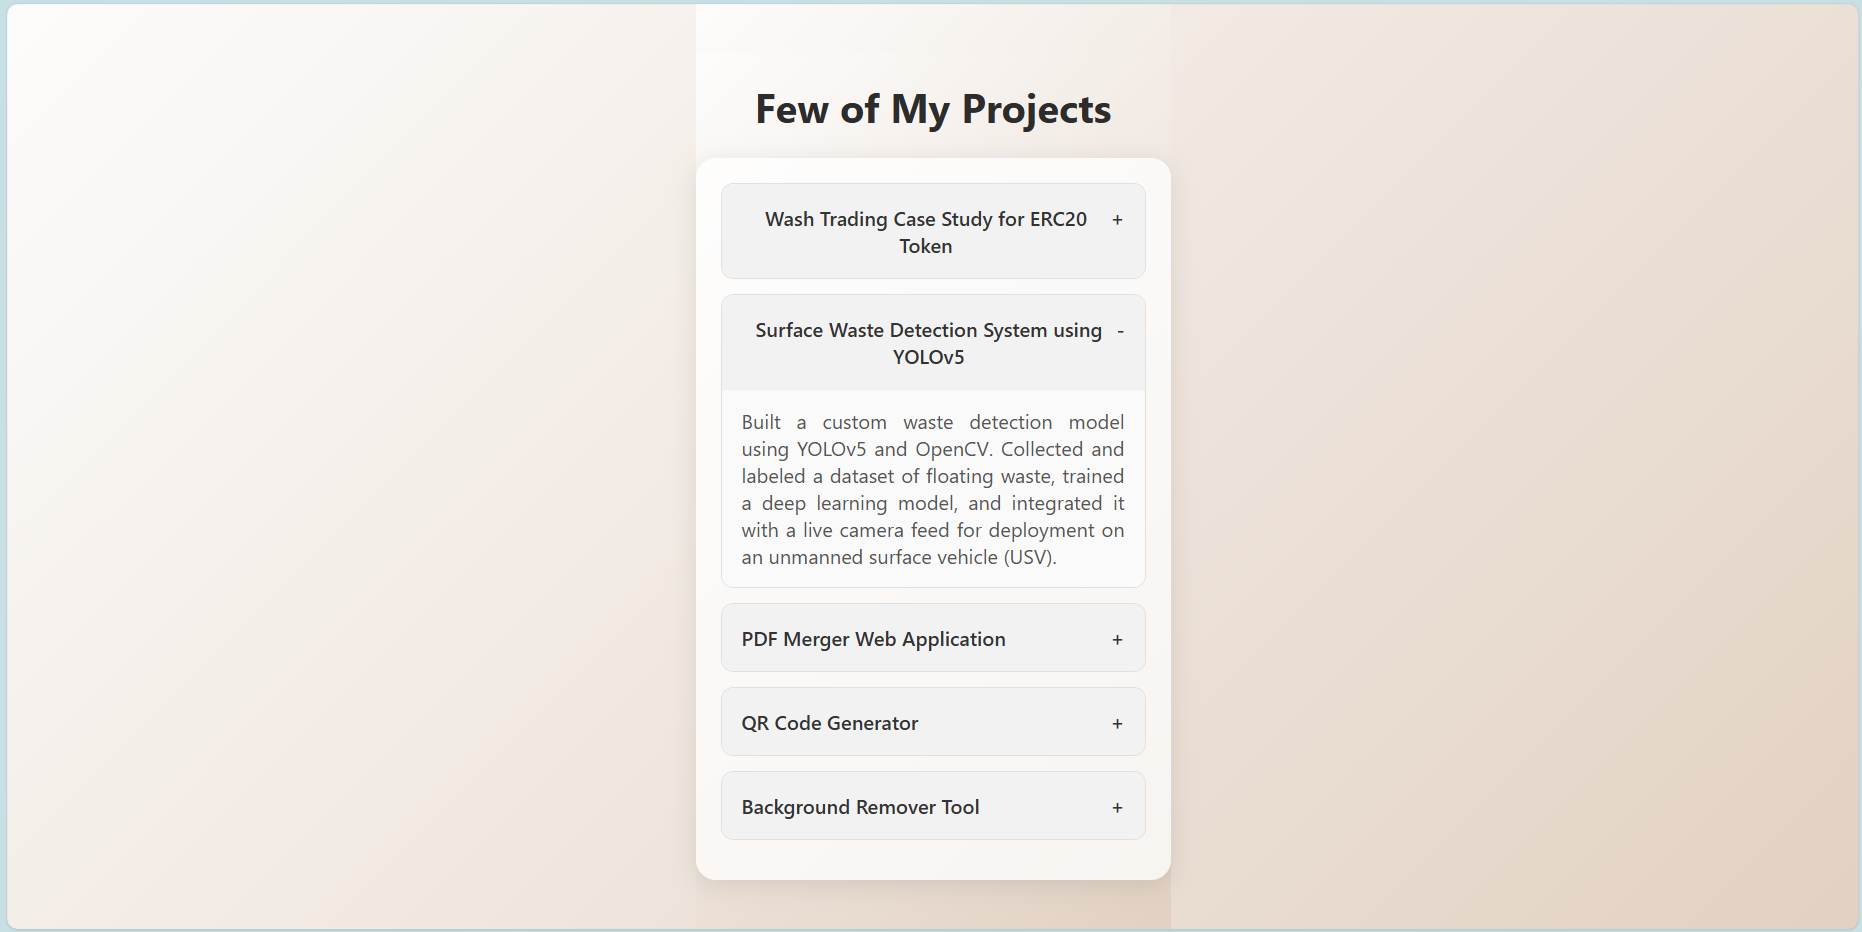 Few of My Projects
Wash Trading Case Study for ERC20 +
Token
Surface Waste Detection System using -
YOLOv5
Built a custom waste detection model
using YOLOv5 and OpenCV. Collected and
labeled a dataset of floating waste, trained
a deep learning model, and integrated it
with a live camera feed for deployment on
an unmanned surface vehicle (USV).
PDF Merger Web Application +
QR Code Generator +
Background Remover Tool +